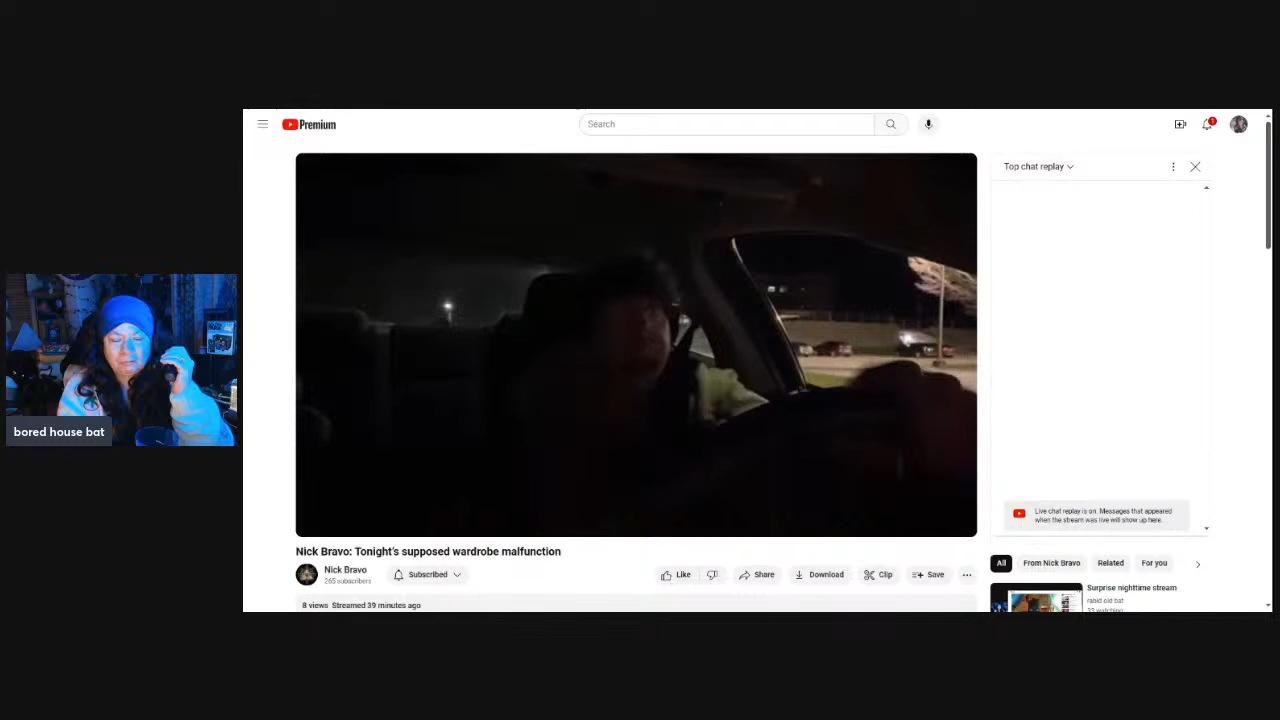 Premium
Search
1
Top chat replay
Live chat replay is on. Messages that appeared
when the stream was live will show up here.
bored house bat
Nick Bravo: Tonight's supposed wardrobe malfunction
Nick Bravo
265 subscribers
Subscribed
Like
Share
Download
Clip
Save
All
From Nick Bravo
Related
For you
8 views Streamed 39 minutes ago
Surprise nighttime stream
rabid old bat
33 watching